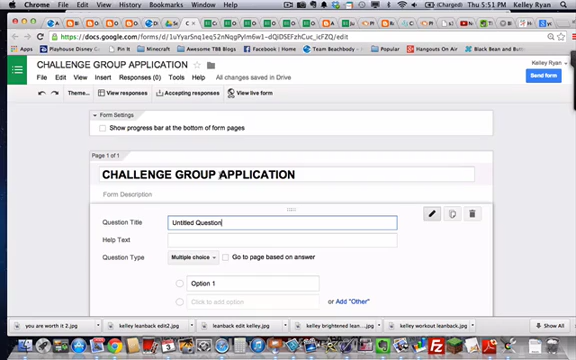 Chrome File Edit View History Bookmarks Window Help (Charged) Thu 5:51 PM Kelley Ryan
https://docs.google.com/forms/d/
/edit
Apps Playhouse Disney Awesome TBB Blogs Facebook | Home Team Beachbody Popular Hangouts On Air Black Bean and
CHALLENGE GROUP APPLICATION
Kelley Ryan
File Edit View Insert Responses (0) Tools Help All changes saved in Drive
Send form
Theme... View responses Accepting responses View live form
Form Settings
Show progress bar at the bottom of form pages
Page 1 of 1
CHALLENGE GROUP APPLICATION
Form Description
Question Title Untitled Question
Help Text
Question Type Multiple choice Go to page based on answer
Option 1
Click to add option or Add "Other"
you are worth it 2.jpg kelley leanback edit2.jpg leanback edit kelley.jpg kelley brightened lean....jpg kelley workout leanback.jpg Show All